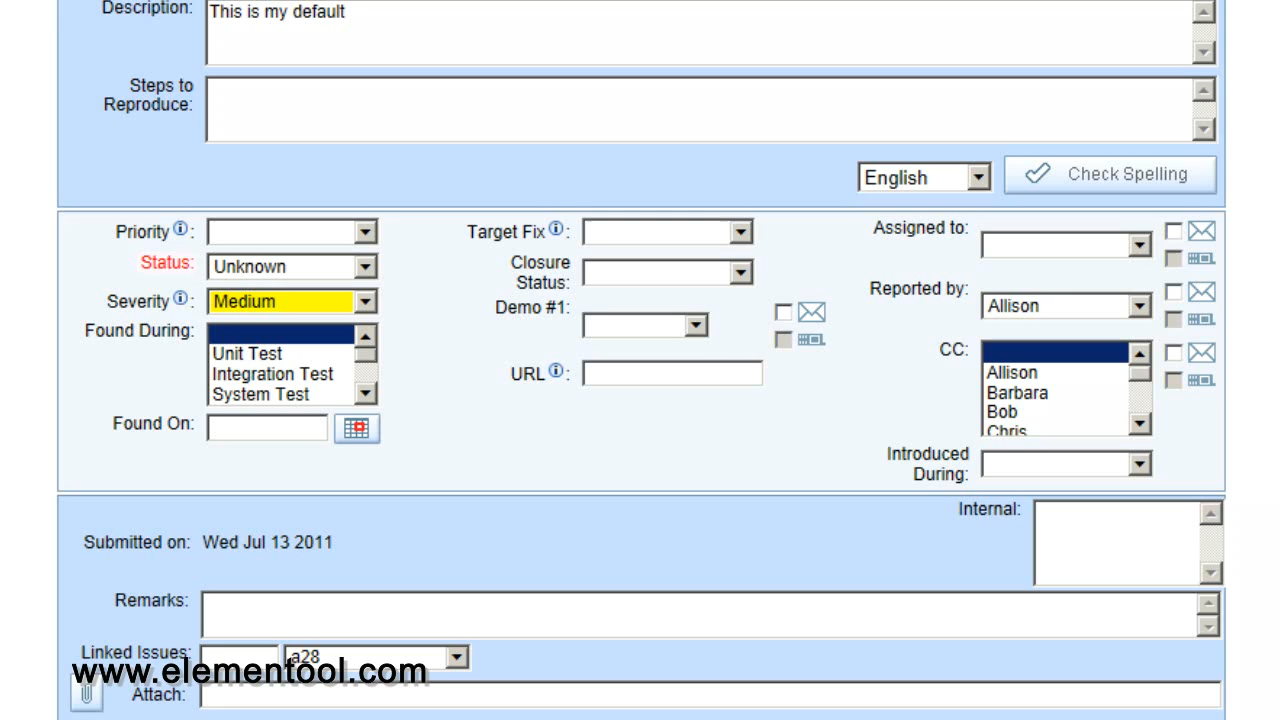 Description:
This is my default
Steps to
Reproduce:
English
Check Spelling
Priority :
Status:
Unknown
Severity :
Medium
Found During:
Unit Test
Integration Test
System Test
Found On:
Target Fix :
Closure
Status:
Demo #1:
URL :
Assigned to:
Reported by:
Allison
CC:
Allison
Barbara
Bob
Chris
Introduced
During:
Internal:
Submitted on: Wed Jul 13 2011
Remarks:
Linked Issues:
a28
www.elementool.com
Attach: